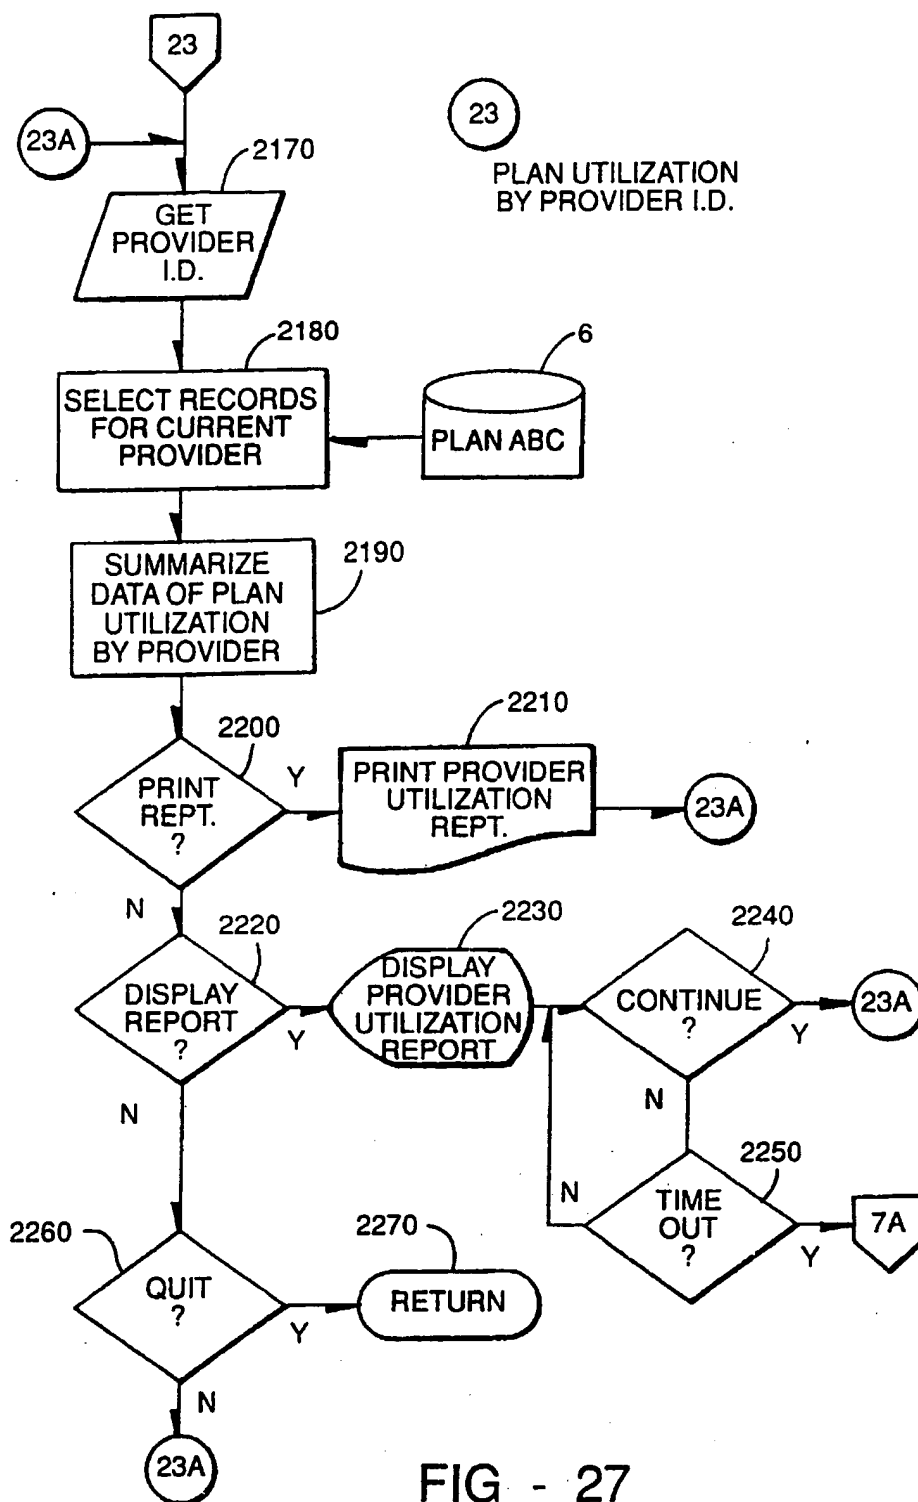 23
23A
23
2170
PLAN UTILIZATION
BY PROVIDER I.D.
GET
PROVIDER
I.D.
2180
6
SELECT RECORDS
FOR CURRENT
PROVIDER
PLAN ABC
2190
SUMMARIZE
DATA OF PLAN
UTILIZATION
BY PROVIDER
2200
2210
PRINT
REPT.
?
Y
PRINT PROVIDER
UTILIZATION
REPT.
23A
N
2220
2230
2240
DISPLAY
REPORT
?
Y
DISPLAY
PROVIDER
UTILIZATION
REPORT
CONTINUE
?
Y
23A
N
N
2250
TIME
OUT
?
N
Y
7A
2260
2270
QUIT
?
Y
RETURN
N
23A
FIG - 27